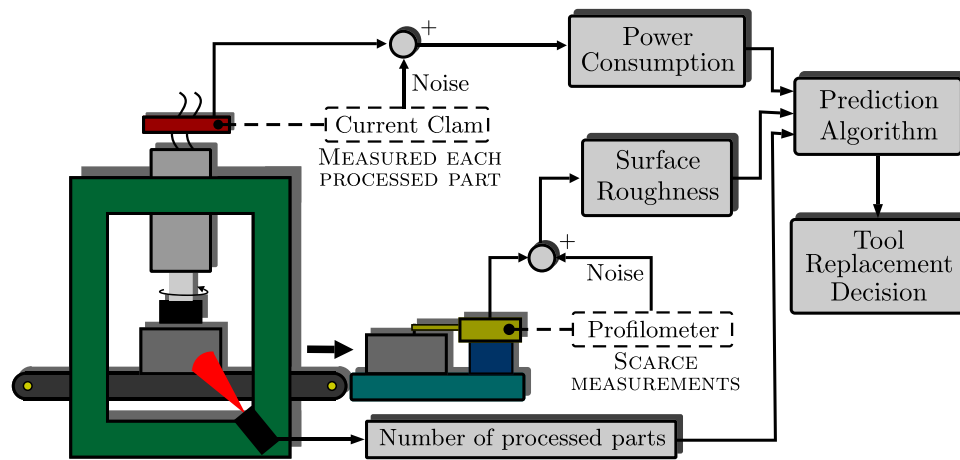 +
Power
Consumption
Noise
Prediction
Algorithm
Current Clam
MEASURED EACH
PROCESSED PART
Surface
Roughness
+
Tool
Replacement
Decision
Noise
Profilometer
SCARCE
MEASUREMENTS
Number of processed parts